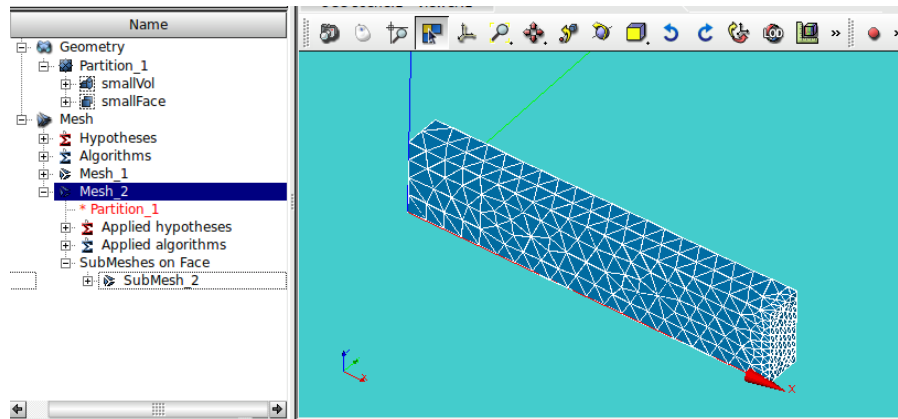 Name
Geometry
Partition_1
smallVol
smallFace
Mesh
Hypotheses
Algorithms
Mesh_1
Mesh_2
* Partition_1
Applied hypotheses
Applied algorithms
SubMeshes on Face
SubMesh_2
LOD
»
»
X
X